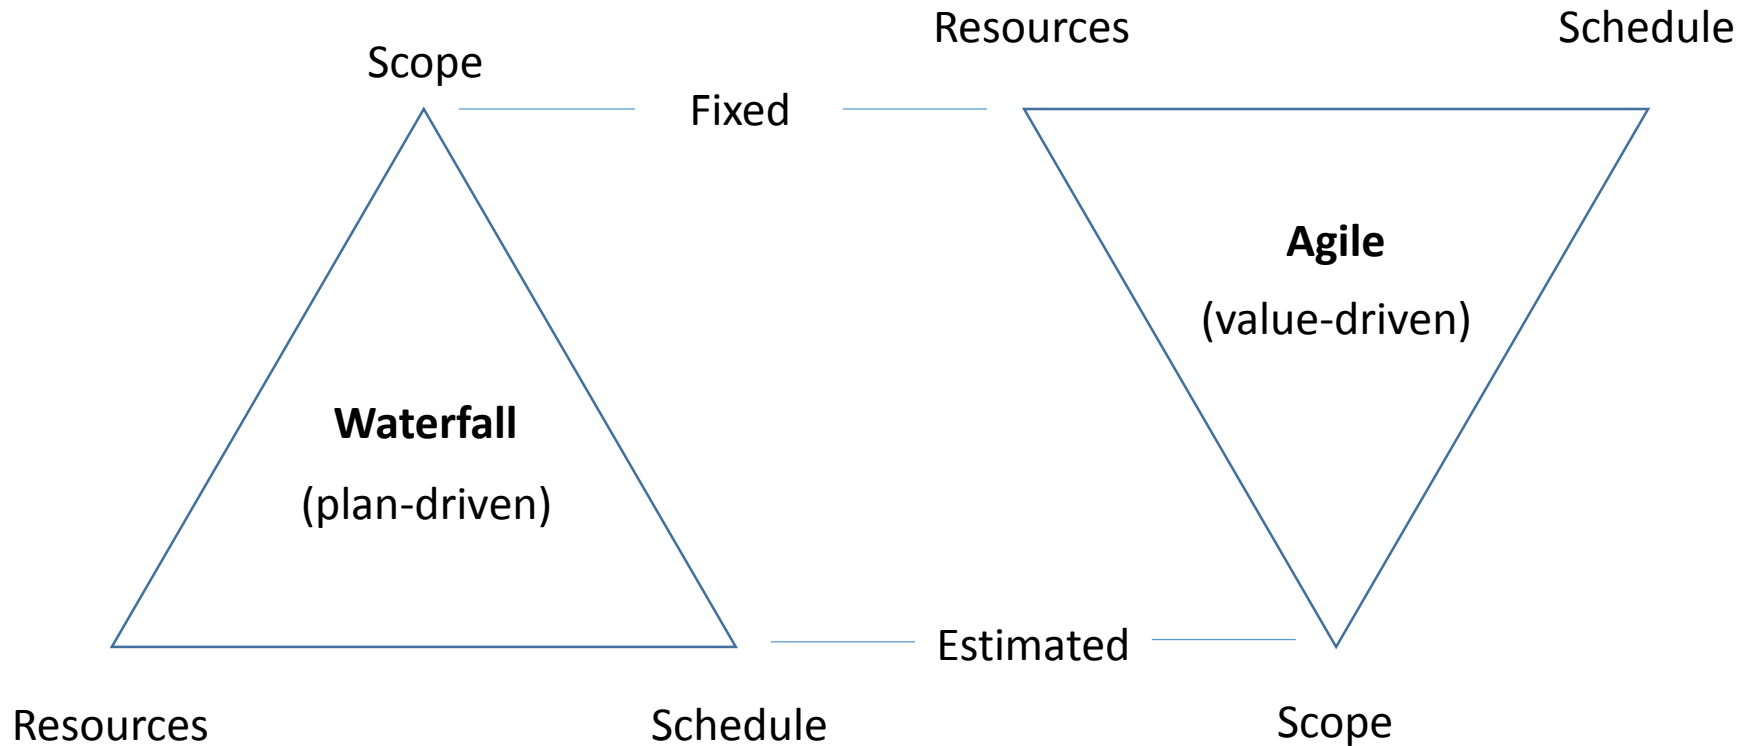 Resources
Schedule
Scope
Fixed
Agile
(value-driven)
Waterfall
(plan-driven)
Estimated
Resources
Schedule
Scope